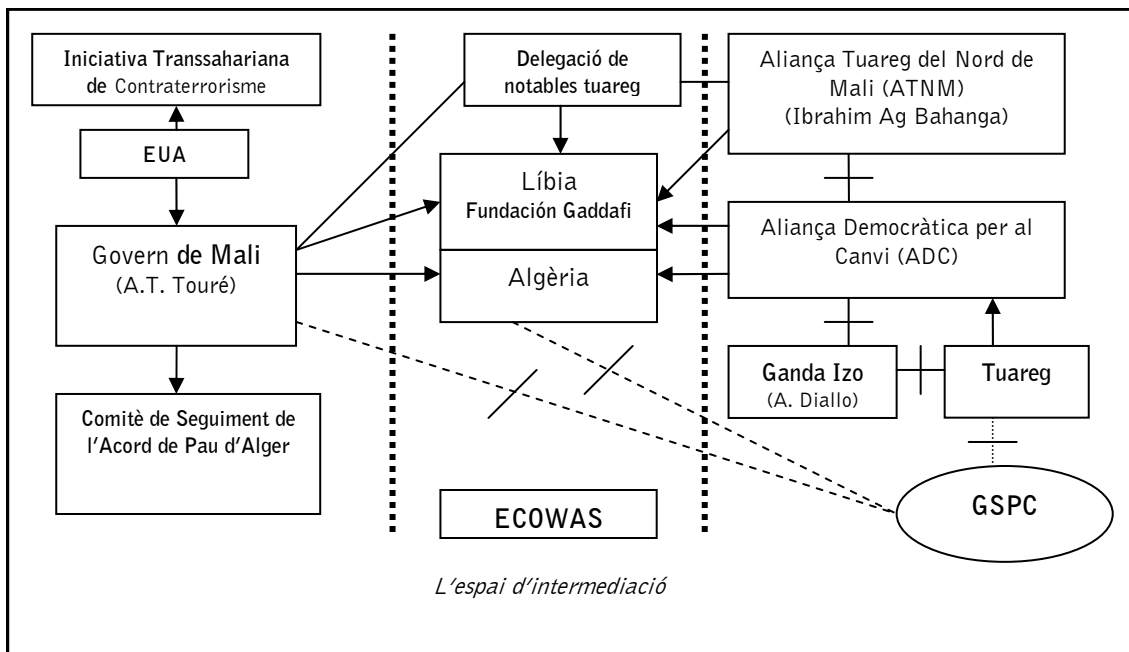 Iniciativa Transsahariana
de Contraterrorisme
EUA
Govern de Mali
(A.T. Touré)
Comitè de Seguiment de
l'Acord de Pau d'Alger
Delegació de
notables tuareg
Líbia
Fundación Gaddafi
Algèria
ECOWAS
L'espai d'intermediació
Aliança Tuareg del Nord de
Mali (ATNM)
(Ibrahim Ag Bahanga)
Aliança Democràtica per al
Canvi (ADC)
Ganda Izo
(A. Diallo)
Tuareg
GSPC